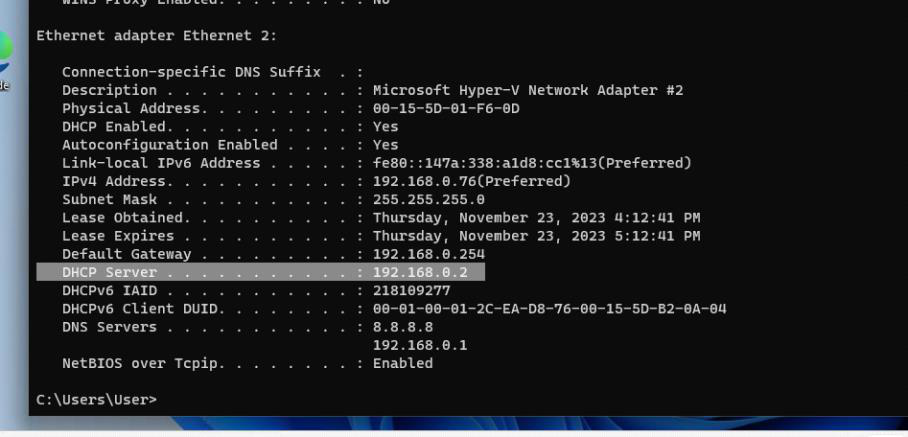 WINS Proxy Enabled. . . . . . . . : No
Ethernet adapter Ethernet 2:
   Connection-specific DNS Suffix  . :
   Description . . . . . . . . . . . : Microsoft Hyper-V Network Adapter #2
   Physical Address. . . . . . . . . : 00-15-5D-01-F6-0D
   DHCP Enabled. . . . . . . . . . . : Yes
   Autoconfiguration Enabled . . . . : Yes
   Link-local IPv6 Address . . . . . : fe80::147a:338:a1d8:cc1%13(Preferred)
   IPv4 Address. . . . . . . . . . . : 192.168.0.76(Preferred)
   Subnet Mask . . . . . . . . . . . : 255.255.255.0
   Lease Obtained. . . . . . . . . . : Thursday, November 23, 2023 4:12:41 PM
   Lease Expires . . . . . . . . . . : Thursday, November 23, 2023 5:12:41 PM
   Default Gateway . . . . . . . . . : 192.168.0.254
   DHCP Server . . . . . . . . . . . : 192.168.0.2
   DHCPv6 IAID . . . . . . . . . . . : 218109277
   DHCPv6 Client DUID. . . . . . . . : 00-01-00-01-2C-EA-D8-76-00-15-5D-B2-0A-04
   DNS Servers . . . . . . . . . . . : 8.8.8.8
                                       192.168.0.1
   NetBIOS over Tcpip. . . . . . . . : Enabled
C:\Users\User>